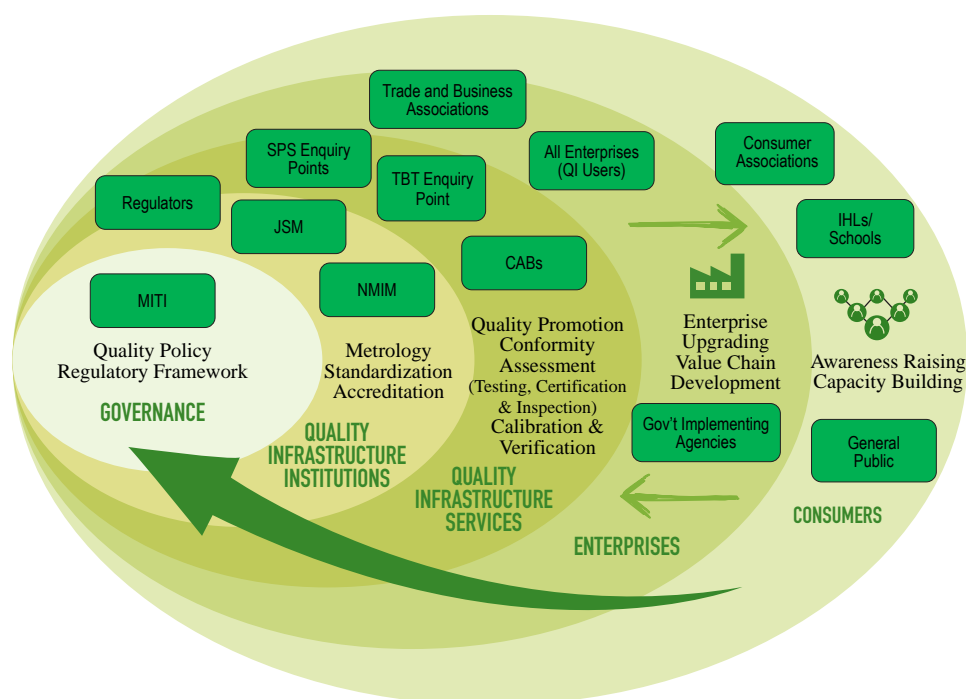 Trade and Business
Associations
SPS Enquiry
Points
All Enterprises
(QI Users)
Consumer
Associations
TBT Enquiry
Point
Regulators
JSM
IHLs/
Schools
CABs
MITI
NMIM
Quality Policy
Regulatory Framework
GOVERNANCE
Metrology
Standardization
Accreditation
QUALITY
INFRASTRUCTURE
INSTITUTIONS
Quality Promotion
Conformity
Assessment
(Testing, Certification
& Inspection)
Calibration &
Verification
QUALITY
INFRASTRUCTURE
SERVICES
Enterprise
Upgrading
Value Chain
Development
Gov't Implementing
Agencies
ENTERPRISES
Awareness Raising
Capacity Building
General
Public
CONSUMERS